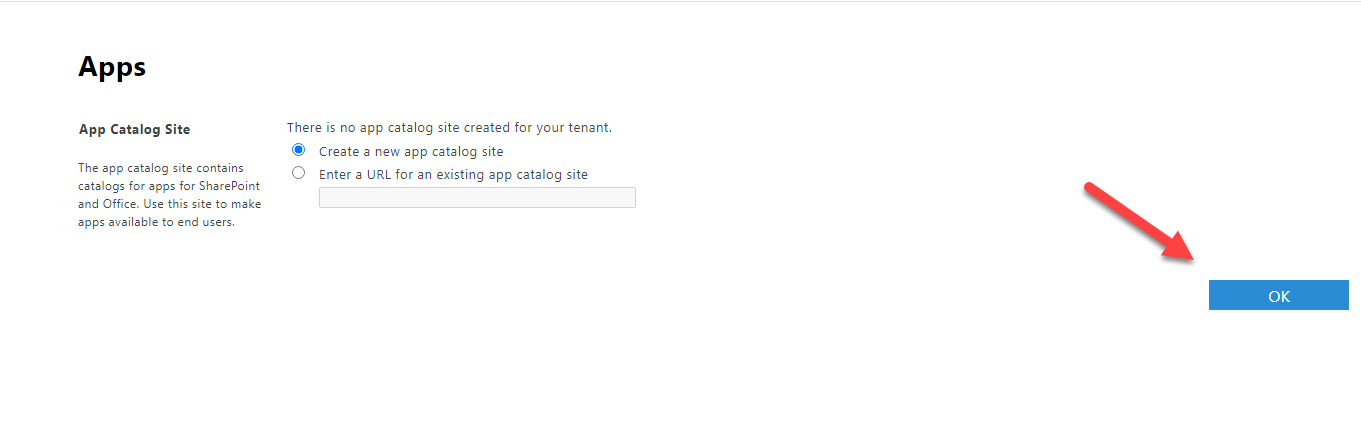 Apps
App Catalog Site
The app catalog site contains
catalogs for apps for SharePoint
and Office. Use this site to make
apps available to end users.
There is no app catalog site created for your tenant.
Create a new app catalog site
Enter a URL for an existing app catalog site
OK